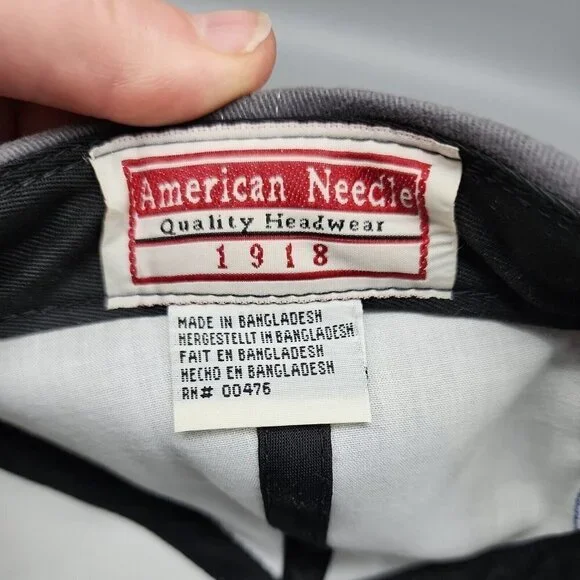 American Needle
Quality Headwear
1918
MADE IN BANGLADESH
HERGESTELLT IN BANGLADESH
FAIT EN BANGLADESH
HECHO EN BANGLADESH
RN# 00476